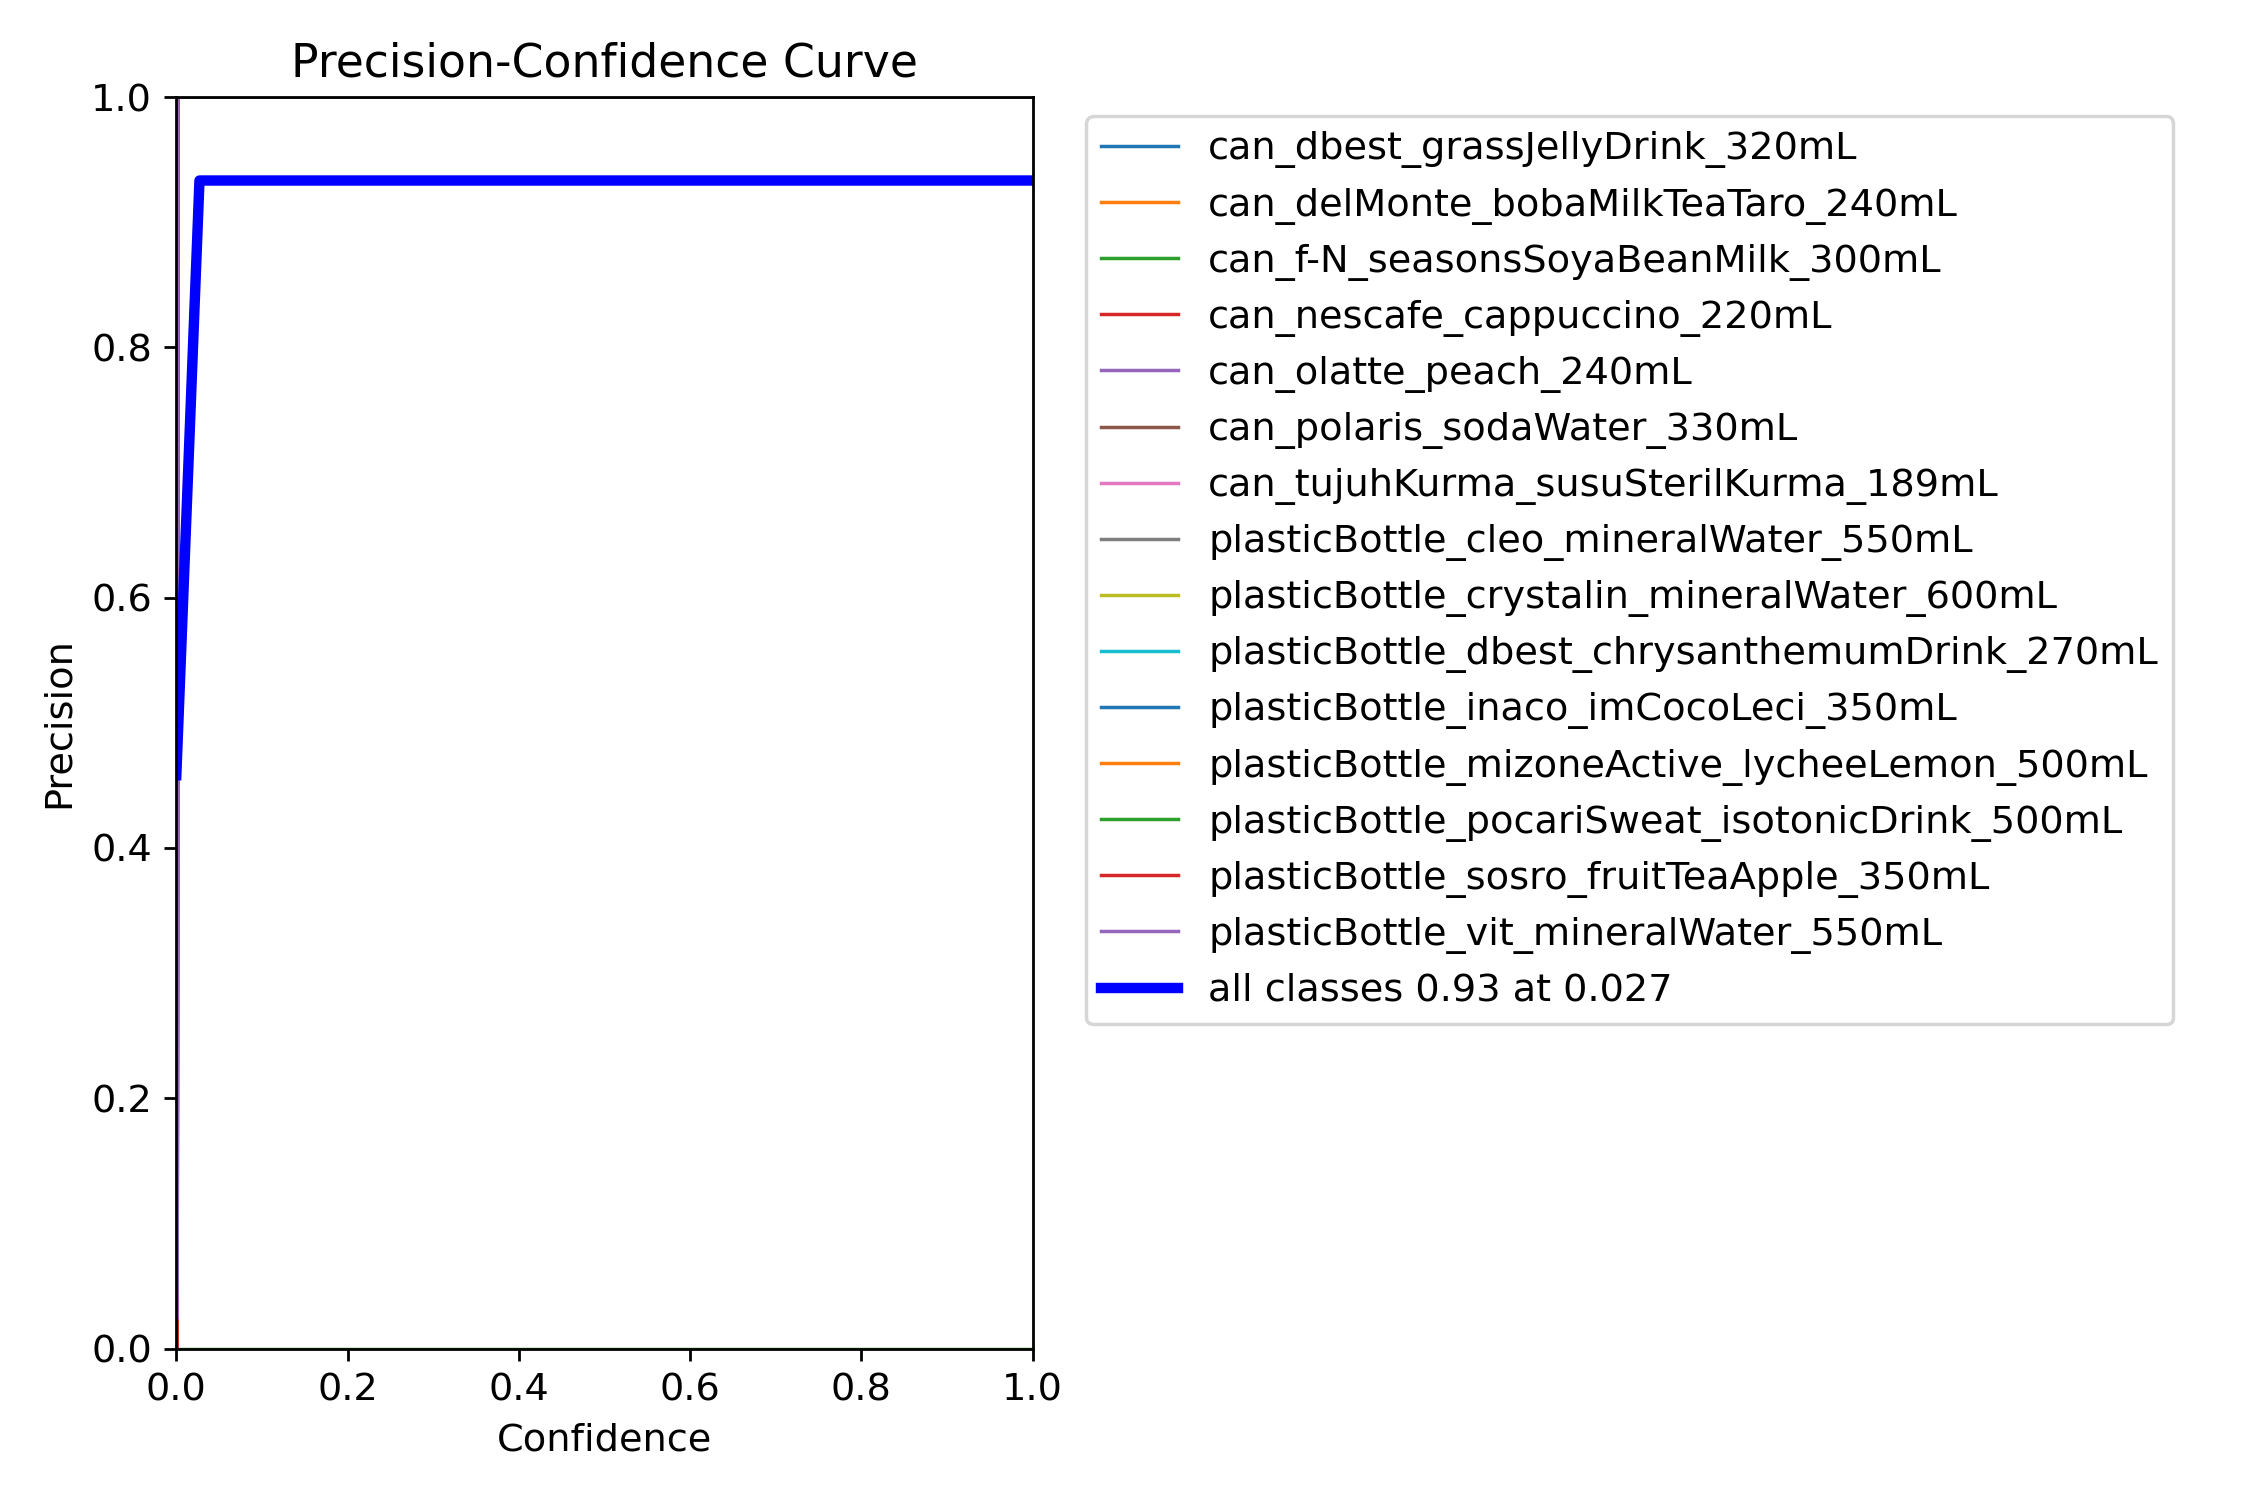 Precision-Confidence Curve
1.0
0.8
0.6
0.4
0.2
0.0
Precision
0.0 0.2 0.4 0.6 0.8 1.0
Confidence
can_dbest_grassJellyDrink_320mL
can_delMonte_bobaMilkTeaTaro_240mL
can_f-N_seasonsSoyaBeanMilk_300mL
can_nescafe_cappuccino_220mL
can_olatte_peach_240mL
can_polaris_sodaWater_330mL
can_tujuhKurma_susuSterilKurma_189mL
plasticBottle_cleo_mineralWater_550mL
plasticBottle_crystalin_mineralWater_600mL
plasticBottle_dbest_chrysanthemumDrink_270mL
plasticBottle_inaco_imCocoLeci_350mL
plasticBottle_mizoneActive_lycheeLemon_500mL
plasticBottle_pocariSweat_isotonicDrink_500mL
plasticBottle_sosro_fruitTeaApple_350mL
plasticBottle_vit_mineralWater_550mL
all classes 0.93 at 0.027